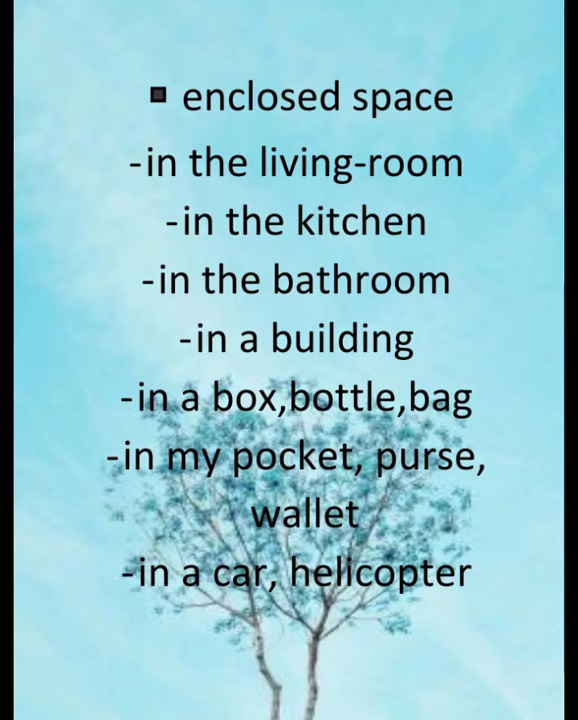 ▪ enclosed space
-in the living-room
-in the kitchen
-in the bathroom
-in a building
-in a box,bottle,bag
-in my pocket, purse,
wallet
-in a car, helicopter